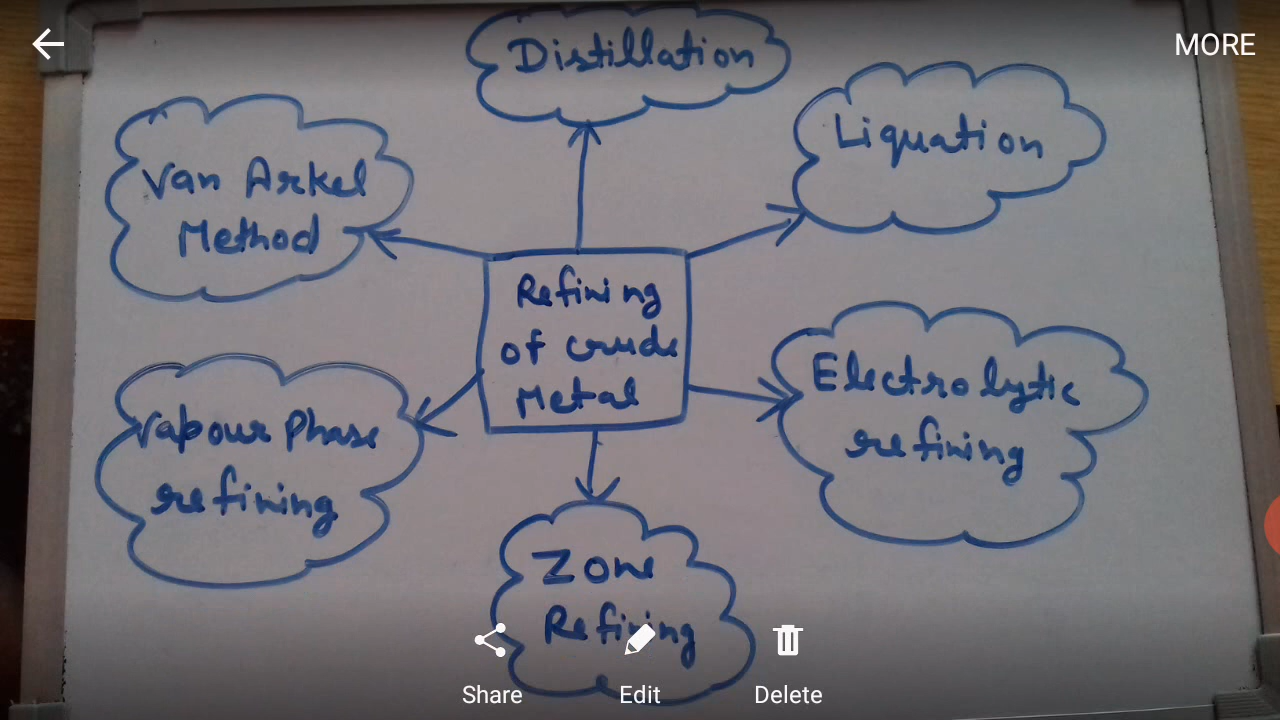 MORE
Distillation
Liquation
Van Arkel
Method
Refining
of crude
Metal
Electrolytic
refining
Vapour Phase
refining
Zone
Refining
Share
Edit
Delete